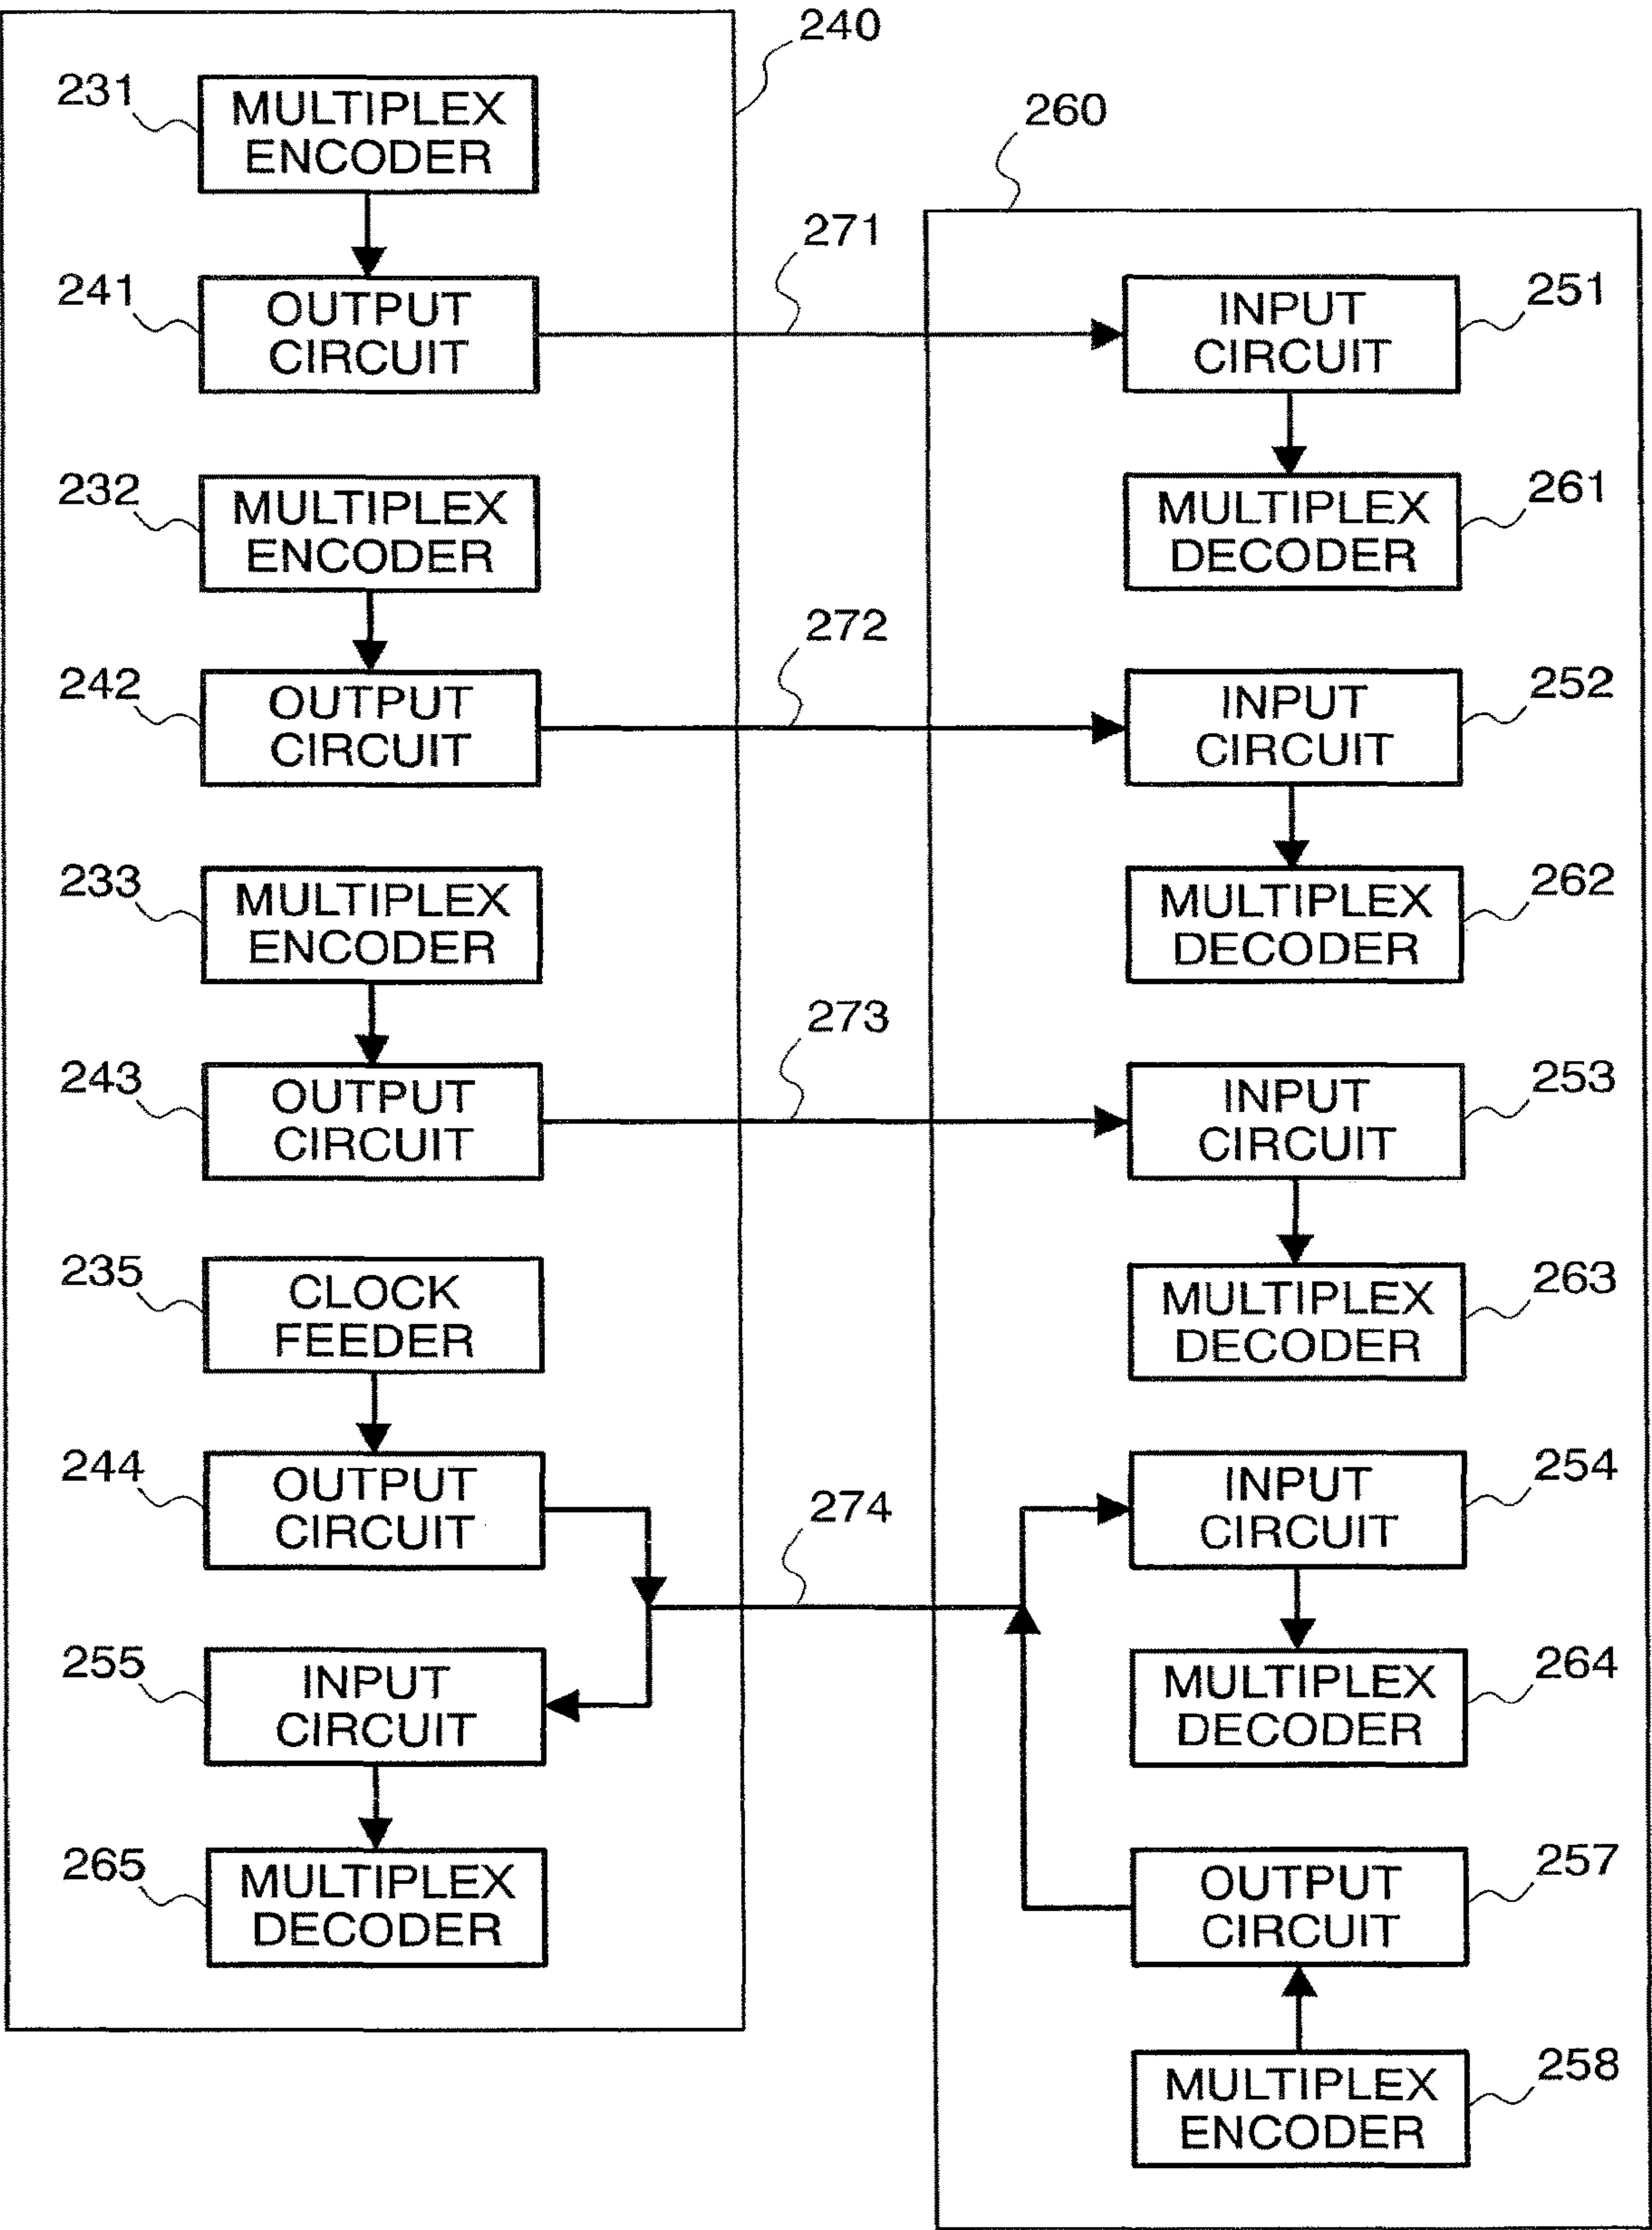 240
231
MULTIPLEX
ENCODER
260
271
241
OUTPUT
CIRCUIT
INPUT
CIRCUIT
251
232
MULTIPLEX
ENCODER
MULTIPLEX
DECODER
261
272
242
OUTPUT
CIRCUIT
INPUT
CIRCUIT
252
233
MULTIPLEX
ENCODER
MULTIPLEX
DECODER
262
273
243
OUTPUT
CIRCUIT
INPUT
CIRCUIT
253
235
CLOCK
FEEDER
MULTIPLEX
DECODER
263
244
OUTPUT
CIRCUIT
274
INPUT
CIRCUIT
254
255
INPUT
CIRCUIT
MULTIPLEX
DECODER
264
265
MULTIPLEX
DECODER
OUTPUT
CIRCUIT
257
MULTIPLEX
ENCODER
258